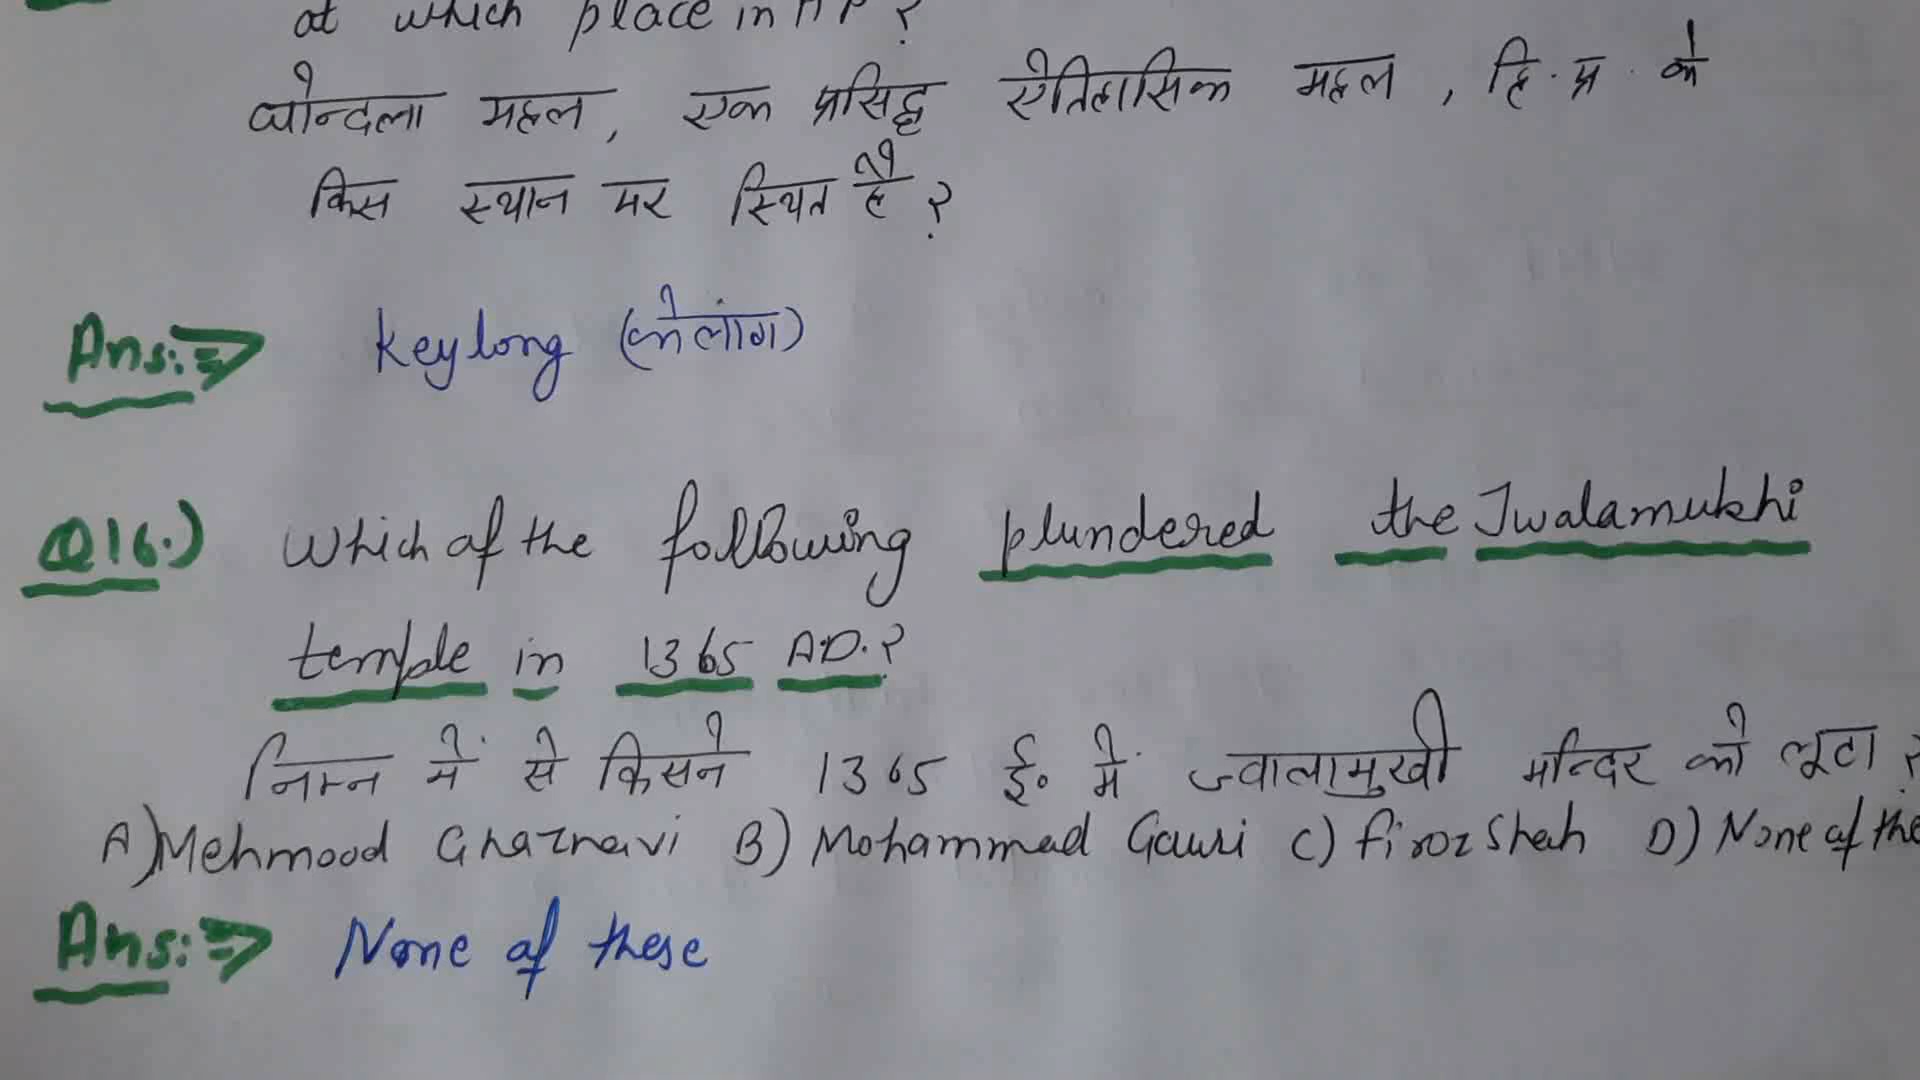 at which place in HP?
घोन्दला महल, एक प्रसिद्ध ऐतिहासिक महल, हि.प्र. के
किस स्थान पर स्थित है?
Ans:⇒ Keylong (केलांग)
Q16.) Which of the following plundered the Jwalamukhi
temple in 1365 AD.?
निम्न में से किसने 1365 ई० में ज्वालामुखी मन्दिर को लूटा?
A) Mehmood Ghaznavi B) Mohammad Gauri C) Firoz Shah D) None of the
Ans:⇒ None of these